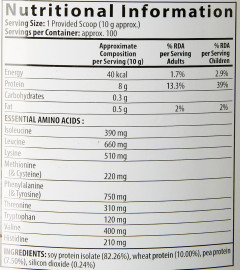 Nutritional Information
Serving Size: 1 Provided Scoop (10 g approx.)
Servings per Container: approx. 100
Approximate Composition per Serving (10 g) % RDA per Serving Adults % RDA per Serving Children
Energy 40 kcal 1.7% 2.9%
Protein 8 g 13.3% 39%
Carbohydrates 0.3 g
Fat 0.5 g 2% 2%
ESSENTIAL AMINO ACIDS :
Isoleucine 390 mg
Leucine 660 mg
Lysine 510 mg
Methionine
(& Cysteine) 220 mg
Phenylalanine
(& Tyrosine) 750 mg
Threonine 310 mg
Tryptophan 120 mg
Valine 400 mg
Histidine 210 mg
INGREDIENTS: soy protein isolate (82.26%), wheat protein (10.00%), pea protein
(7.50%), silicon dioxide (0.24%)